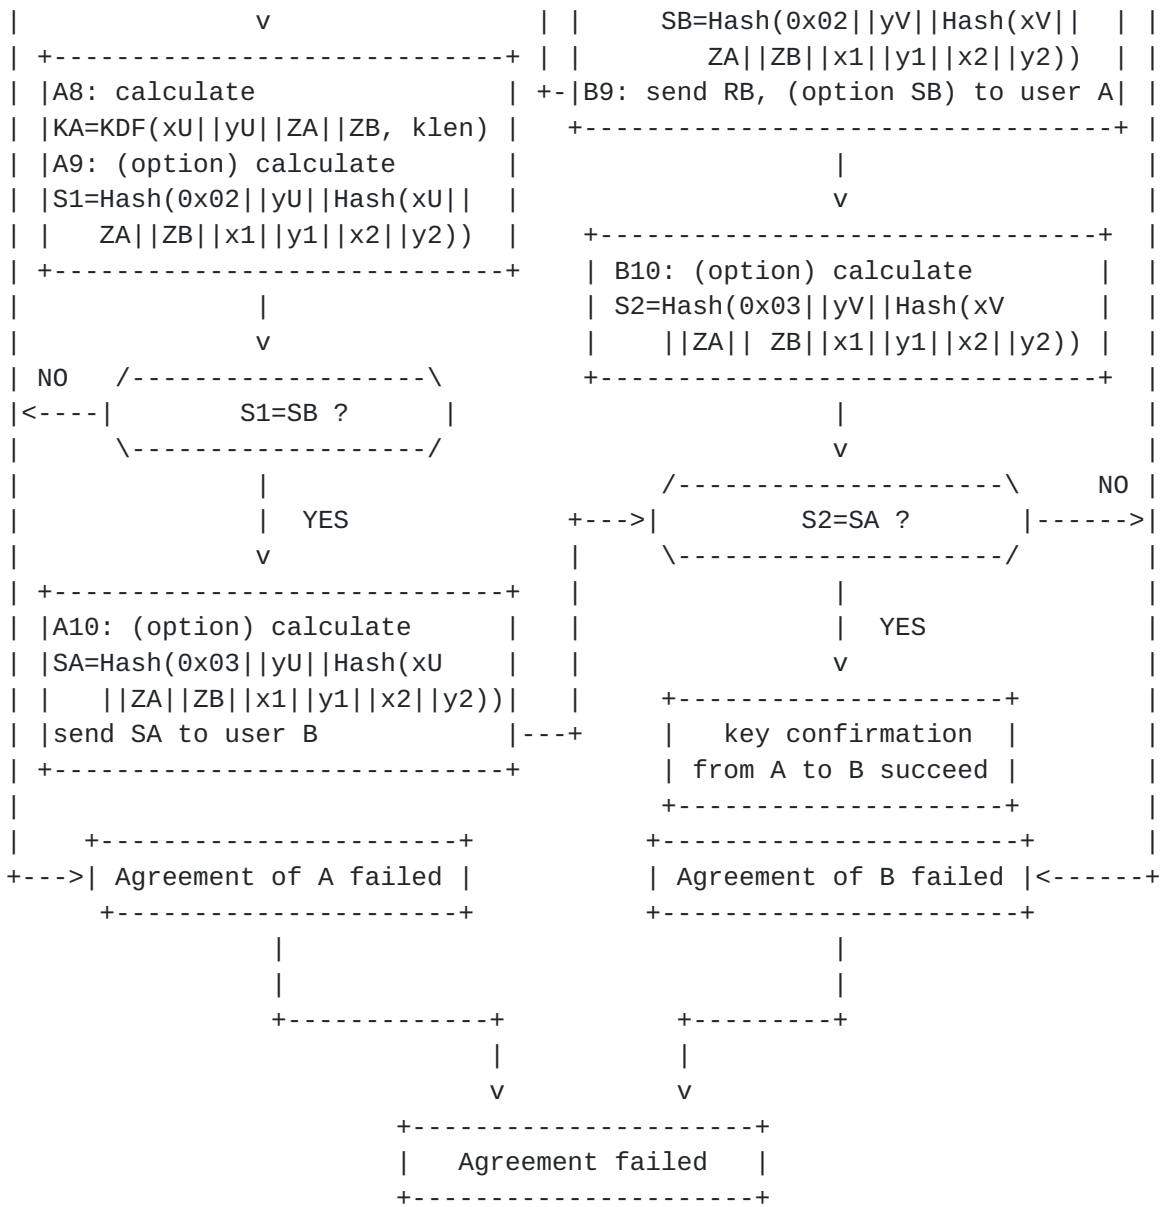 |               v                 | |     SB=Hash(0x02||yV||Hash(xV||  | |
| +-----------------------------+ | |        ZA||ZB||x1||y1||x2||y2))  | |
| |A8: calculate                | +-|B9: send RB, (option SB) to user A| |
| |KA=KDF(xU||yU||ZA||ZB, klen) |   +----------------------------------+ |
| |A9: (option) calculate       |                    |                   |
| |S1=Hash(0x02||yU||Hash(xU||  |                    v                   |
| |   ZA||ZB||x1||y1||x2||y2))  |    +--------------------------------+  |
| +-----------------------------+    | B10: (option) calculate        |  |
|               |                    | S2=Hash(0x03||yV||Hash(xV      |  |
|               v                    |    ||ZA|| ZB||x1||y1||x2||y2)) |  |
| NO   /-------------------\         +--------------------------------+  |
|<----|        S1=SB ?      |                        |                   |
|      \-------------------/                         v                   |
|               |                         /---------------------\     NO |
|               |  YES              +--->|         S2=SA ?       |------>|
|               v                   |     \---------------------/        |
| +-----------------------------+   |                |                   |
| |A10: (option) calculate      |   |                |  YES              |
| |SA=Hash(0x03||yU||Hash(xU    |   |                v                   |
| |   ||ZA||ZB||x1||y1||x2||y2))|   |     +---------------------+        |
| |send SA to user B            |---+     |   key confirmation  |        |
| +-----------------------------+         | from A to B succeed |        |
|                                         +---------------------+        |
|    +-----------------------+           +-----------------------+       |
+--->| Agreement of A failed |           | Agreement of B failed |<------+
     +-----------------------+           +-----------------------+
                 |                                   |
                 |                                   |
                 +-------------+           +---------+
                               |           |
                               v           v
                         +----------------------+
                         |   Agreement failed   |
                         +----------------------+